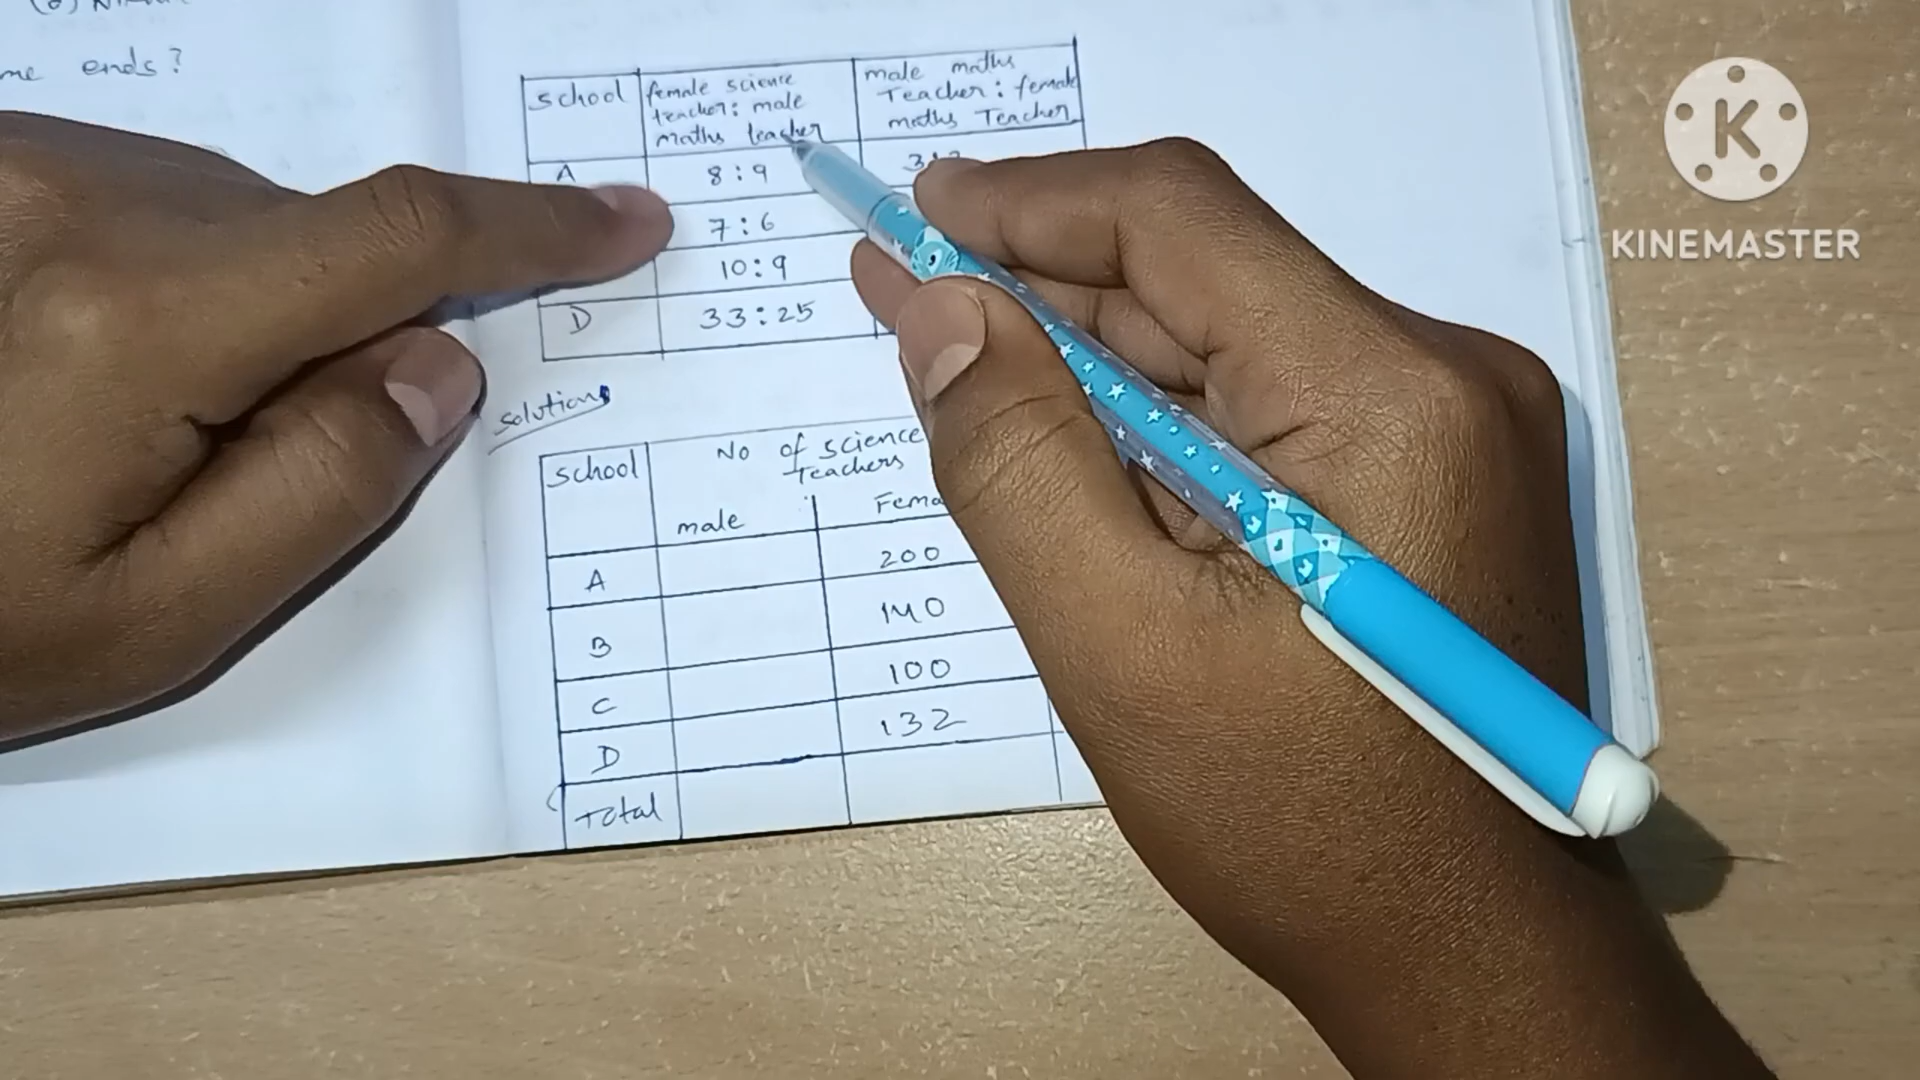 me ends?
School
female science
teacher: male
maths teacher
male maths
Teacher: female
maths Teacher
A
8:9
7:6
10:9
D
33:25
Solution
School
No of science
Teachers
male
A
200
B
140
C
100
D
132
Total
K
KINEMASTER